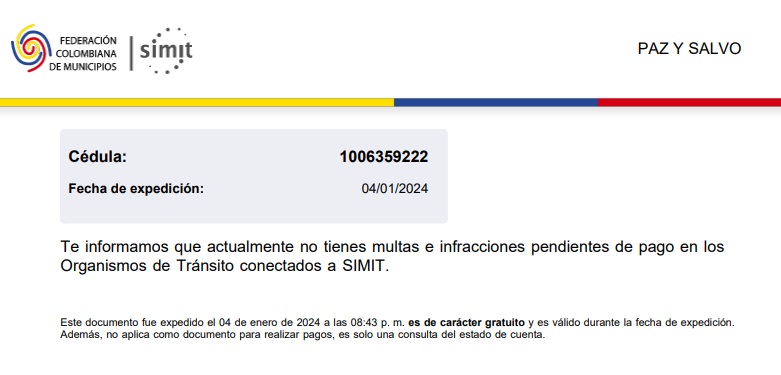 FEDERACIÓN
COLOMBIANA
DE MUNICIPIOS
simit
PAZ Y SALVO
Cédula: 1006359222
Fecha de expedición: 04/01/2024
Te informamos que actualmente no tienes multas e infracciones pendientes de pago en los
Organismos de Tránsito conectados a SIMIT.
Este documento fue expedido el 04 de enero de 2024 a las 08:43 p. m. es de carácter gratuito y es válido durante la fecha de expedición.
Además, no aplica como documento para realizar pagos, es solo una consulta del estado de cuenta.